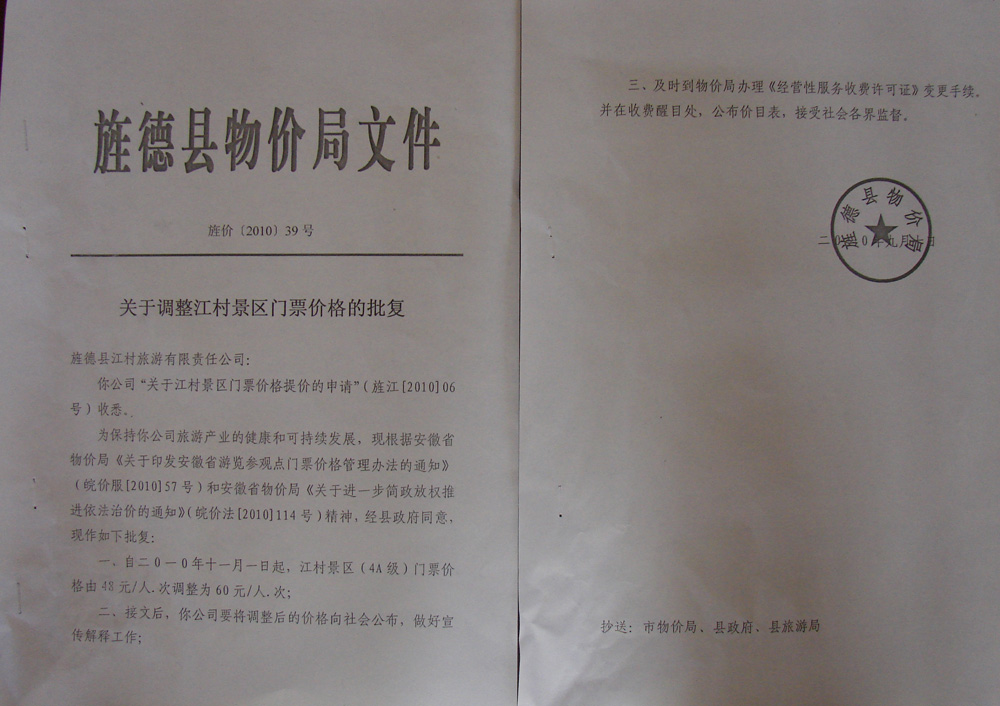 旌德县物价局文件
旌价〔2010〕39号
关于调整江村景区门票价格的批复
旌德县江村旅游有限责任公司：
你公司“关于江村景区门票价格提价的申请”（旌江[2010]06
号）收悉。
为保持你公司旅游产业的健康和可持续发展，现根据安徽省
物价局《关于印发安徽省游览参观点门票价格管理办法的通知》
（皖价服[2010]57号）和安徽省物价局《关于进一步简政放权推
进依法治价的通知》（皖价法[2010]114号）精神，经县政府同意，
现作如下批复：
一、自二0一0年十一月一日起，江村景区（4A级）门票价
格由48元/人.次调整为60元/人.次；
二、接文后，你公司要将调整后的价格向社会公布，做好宣
传解释工作；
三、及时到物价局办理《经营性服务收费许可证》变更手续。
并在收费醒目处，公布价目表，接受社会各界监督。
旌德县物价局
二0一0年九月 日
抄送：市物价局、县政府、县旅游局